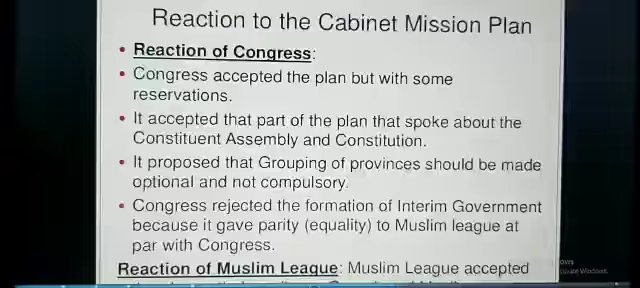 Reaction to the Cabinet Mission Plan
• Reaction of Congress:
• Congress accepted the plan but with some
reservations.
• It accepted that part of the plan that spoke about the
Constituent Assembly and Constitution.
• It proposed that Grouping of provinces should be made
optional and not compulsory.
• Congress rejected the formation of Interim Government
because it gave parity (equality) to Muslim league at
par with Congress.
Reaction of Muslim League: Muslim League accepted
Windows.